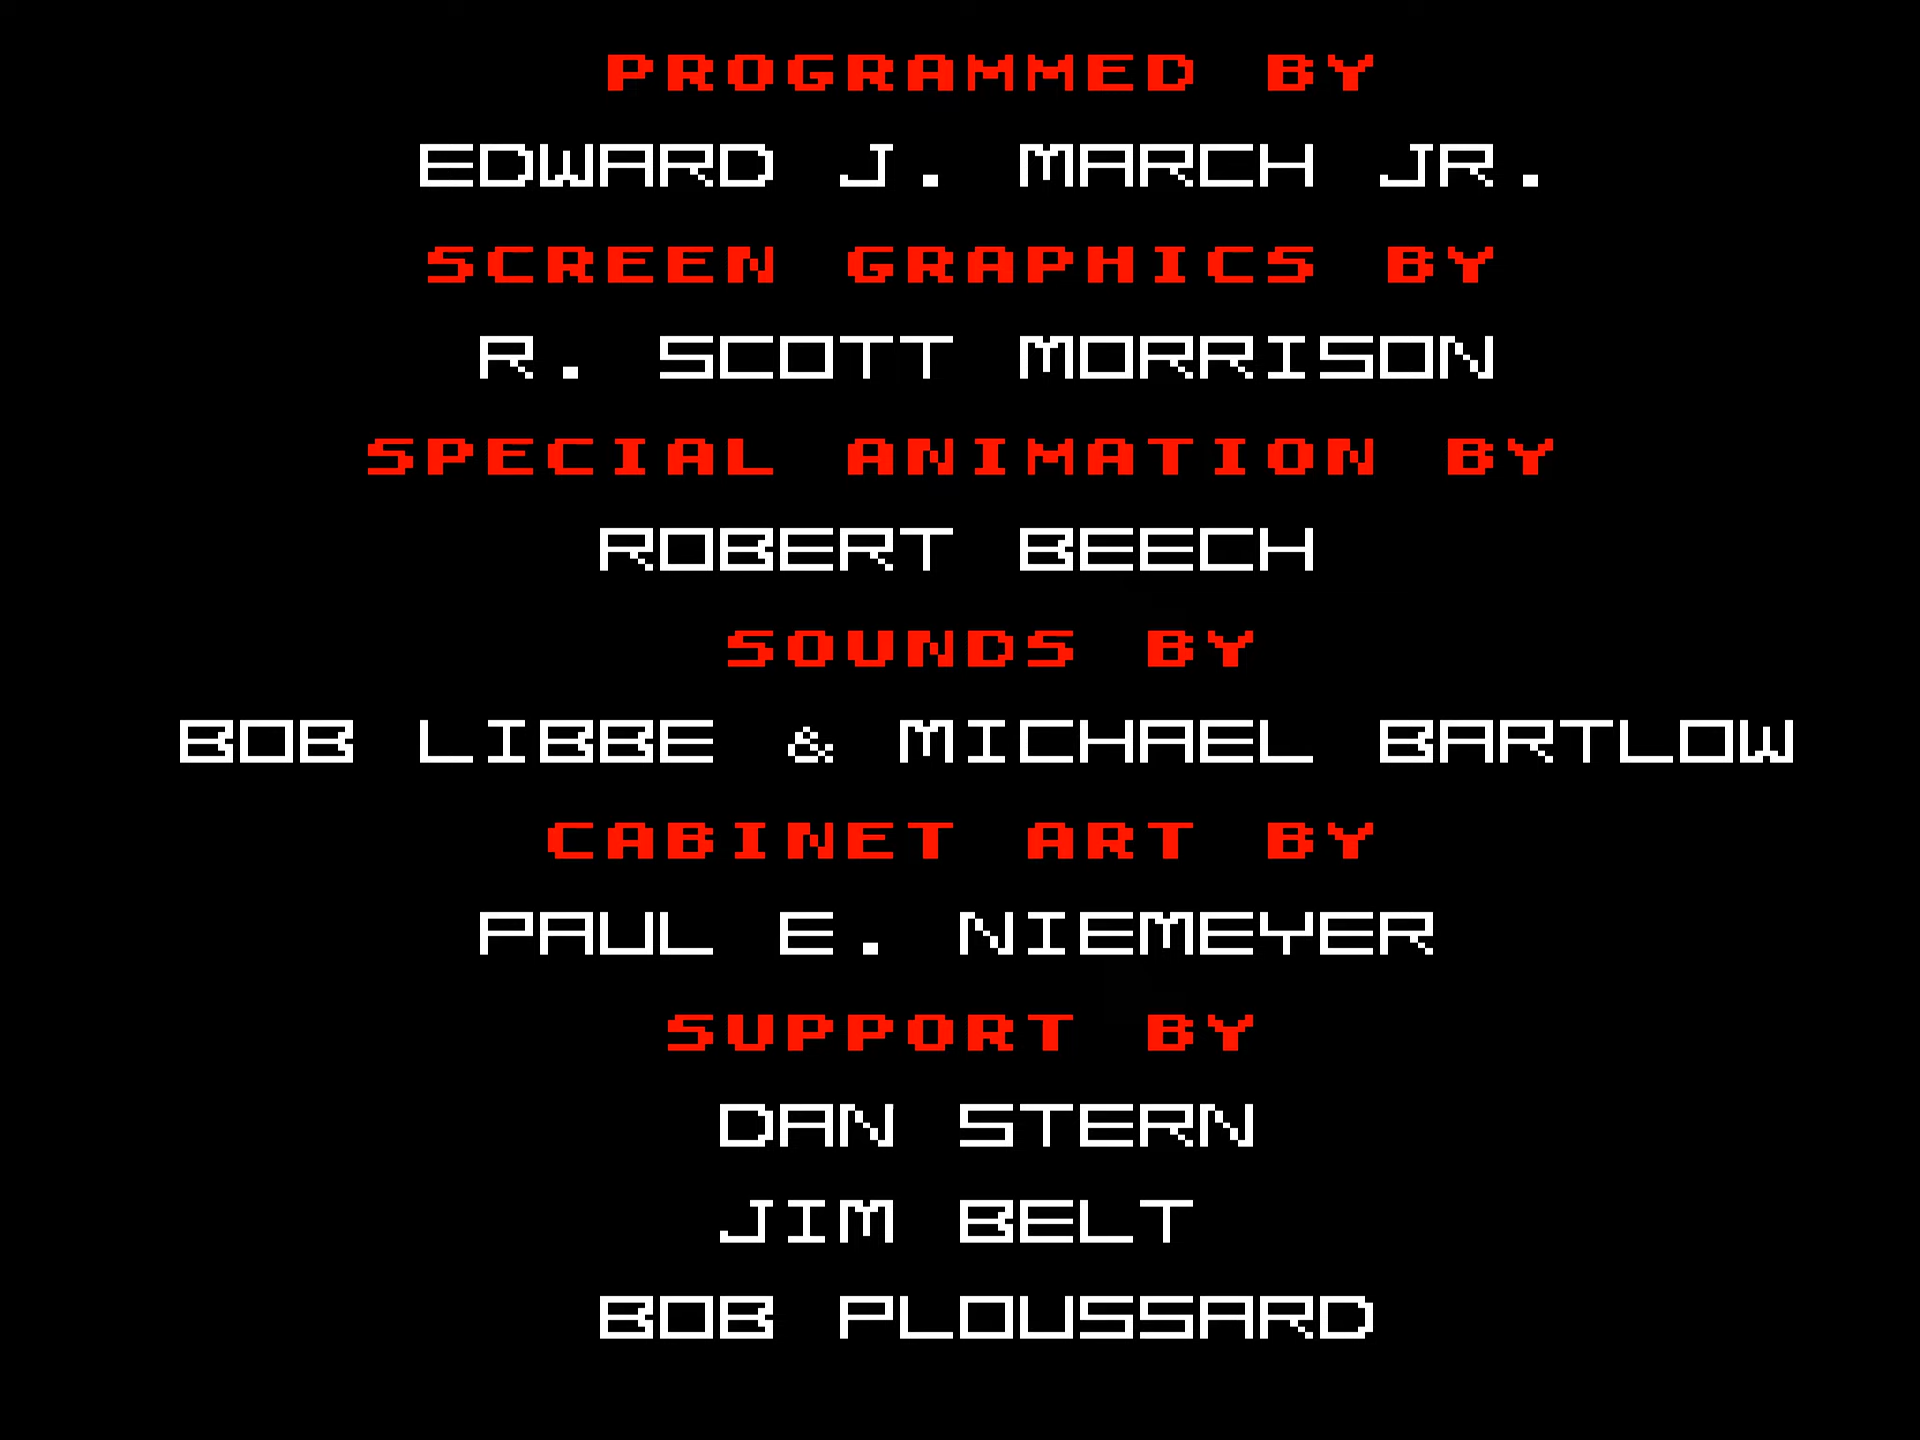 PROGRAMMED BY
EDWARD J. MARCH JR.
SCREEN GRAPHICS BY
R. SCOTT MORRISON
SPECIAL ANIMATION BY
ROBERT BEECH
SOUNDS BY
BOB LIBBE & MICHAEL BARTLOW
CABINET ART BY
PAUL E. NIEMEYER
SUPPORT BY
DAN STERN
JIM BELT
BOB PLOUSSARD